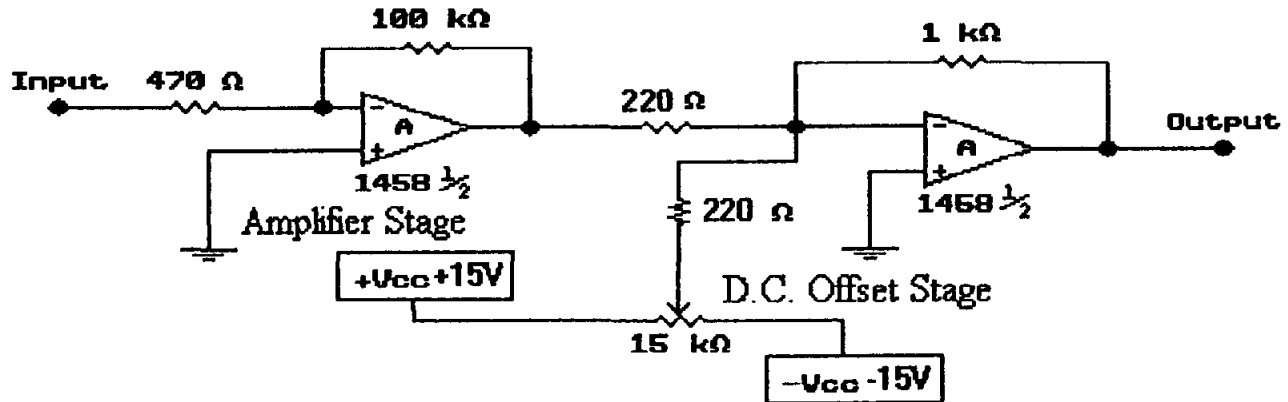 100 kΩ
1 kΩ
Input
470 Ω
220 Ω
Output
-
A
+
-
A
+
1458 ½
1458 ½
220 Ω
Amplifier Stage
+Vcc+15V
D.C. Offset Stage
15 kΩ
-Vcc-15V